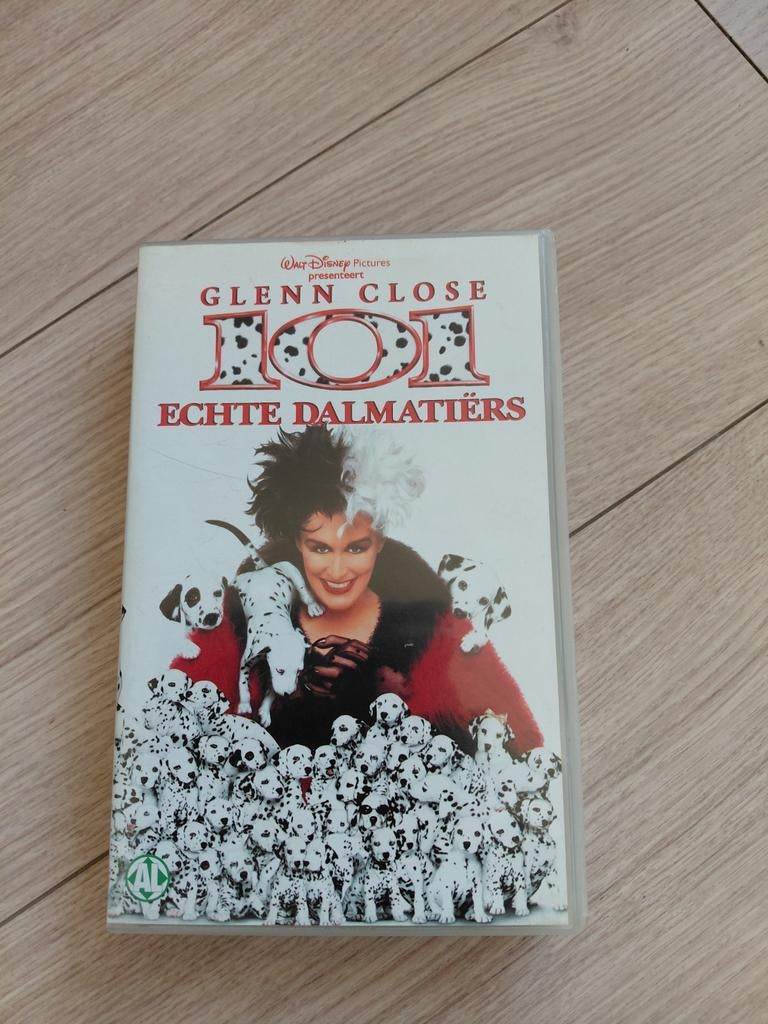 Walt Disney Pictures
presenteert
GLENN CLOSE
101
ECHTE DALMATIËRS
AL